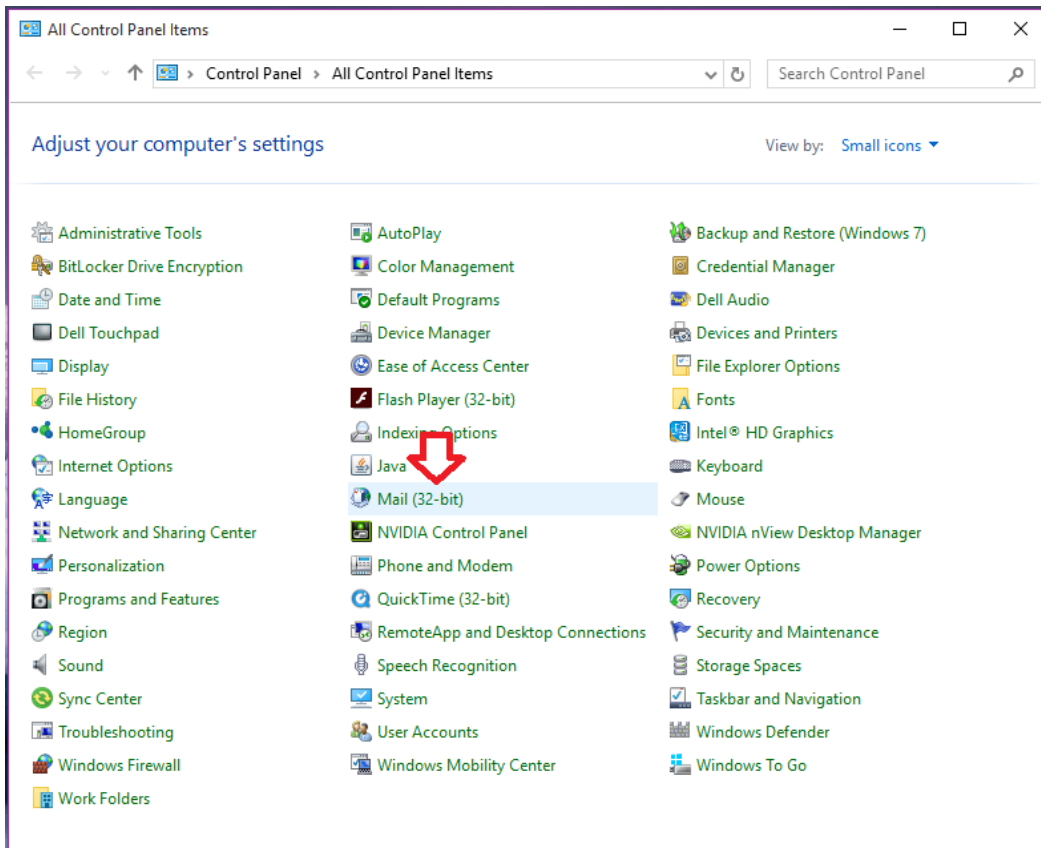 All Control Panel Items
Control Panel > All Control Panel Items
Search Control Panel
Adjust your computer's settings
View by: Small icons
Administrative Tools
AutoPlay
Backup and Restore (Windows 7)
BitLocker Drive Encryption
Color Management
Credential Manager
Date and Time
Default Programs
Dell Audio
Dell Touchpad
Device Manager
Devices and Printers
Display
Ease of Access Center
File Explorer Options
File History
Flash Player (32-bit)
Fonts
HomeGroup
Indexing Options
Intel® HD Graphics
Internet Options
Java
Keyboard
Language
Mail (32-bit)
Mouse
Network and Sharing Center
NVIDIA Control Panel
NVIDIA nView Desktop Manager
Personalization
Phone and Modem
Power Options
Programs and Features
QuickTime (32-bit)
Recovery
Region
RemoteApp and Desktop Connections
Security and Maintenance
Sound
Speech Recognition
Storage Spaces
Sync Center
System
Taskbar and Navigation
Troubleshooting
User Accounts
Windows Defender
Windows Firewall
Windows Mobility Center
Windows To Go
Work Folders